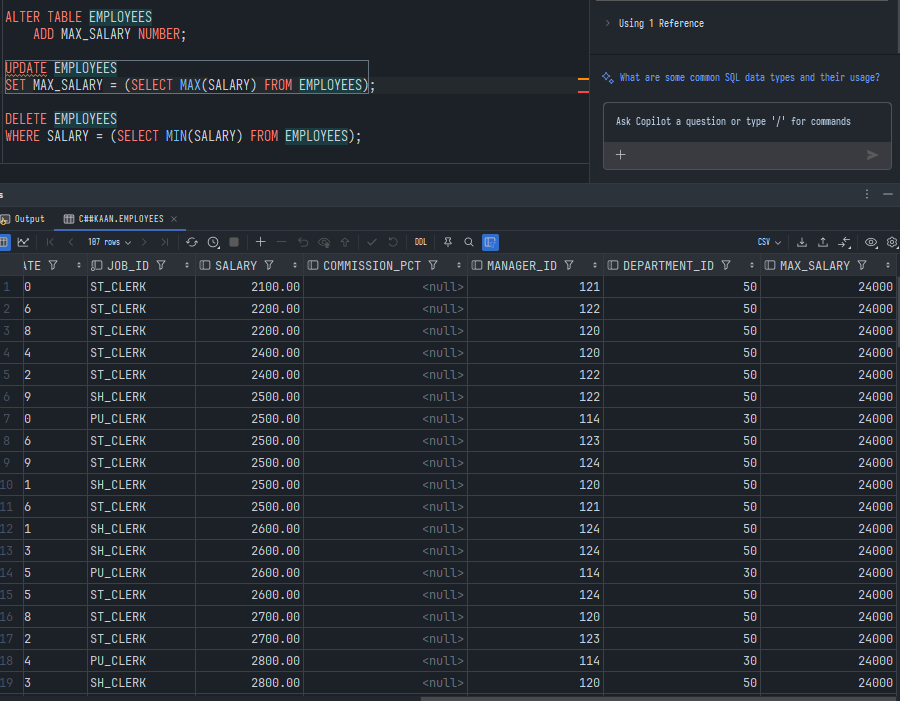 ALTER TABLE EMPLOYEES
ADD MAX_SALARY NUMBER;
UPDATE EMPLOYEES
SET MAX_SALARY = (SELECT MAX(SALARY) FROM EMPLOYEES);
DELETE EMPLOYEES
WHERE SALARY = (SELECT MIN(SALARY) FROM EMPLOYEES);
Using 1 Reference
What are some common SQL data types and their usage?
Ask Copilot a question or type '/' for commands
s
Output C##KAAN.EMPLOYEES
107 rows DDL CSV
ATE JOB_ID SALARY COMMISSION_PCT MANAGER_ID DEPARTMENT_ID MAX_SALARY
1 0 ST_CLERK 2100.00 <null> 121 50 24000
2 6 ST_CLERK 2200.00 <null> 122 50 24000
3 8 ST_CLERK 2200.00 <null> 120 50 24000
4 4 ST_CLERK 2400.00 <null> 120 50 24000
5 2 ST_CLERK 2400.00 <null> 122 50 24000
6 9 SH_CLERK 2500.00 <null> 122 50 24000
7 0 PU_CLERK 2500.00 <null> 114 30 24000
8 6 ST_CLERK 2500.00 <null> 123 50 24000
9 9 ST_CLERK 2500.00 <null> 124 50 24000
10 1 SH_CLERK 2500.00 <null> 120 50 24000
11 6 ST_CLERK 2500.00 <null> 121 50 24000
12 1 SH_CLERK 2600.00 <null> 124 50 24000
13 3 SH_CLERK 2600.00 <null> 124 50 24000
14 5 PU_CLERK 2600.00 <null> 114 30 24000
15 5 ST_CLERK 2600.00 <null> 124 50 24000
16 8 ST_CLERK 2700.00 <null> 120 50 24000
17 2 ST_CLERK 2700.00 <null> 123 50 24000
18 4 PU_CLERK 2800.00 <null> 114 30 24000
19 3 SH_CLERK 2800.00 <null> 120 50 24000